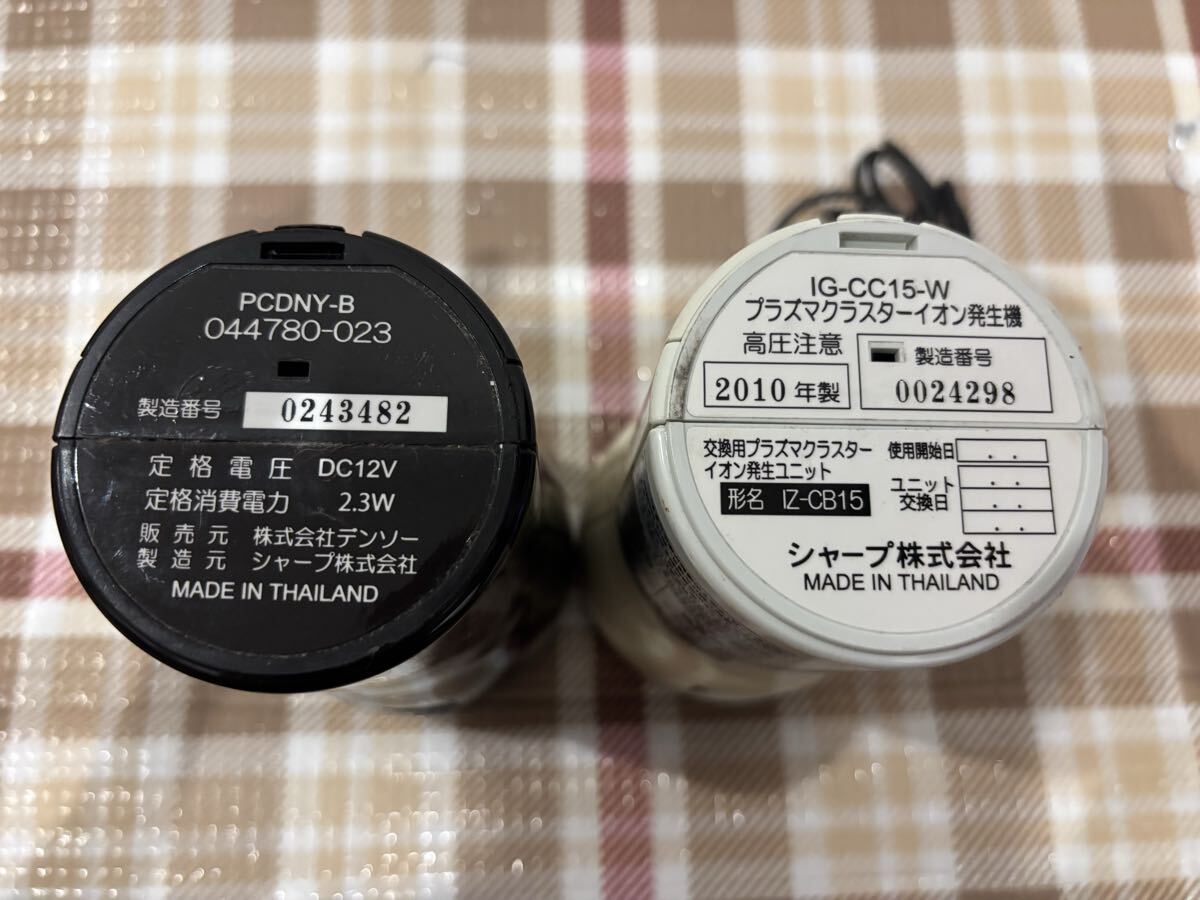 PCDNY-B
044780-023
製造番号 0243482
定格電圧 DC12V
定格消費電力 2.3W
販売元 株式会社デンソー
製造元 シャープ株式会社
MADE IN THAILAND
IG-CC15-W
プラズマクラスターイオン発生機
高圧注意
2010年製
製造番号
0024298
交換用プラズマクラスター
イオン発生ユニット
形名 IZ-CB15
使用開始日 . .
ユニット
交換日
. .
. .
シャープ株式会社
MADE IN THAILAND